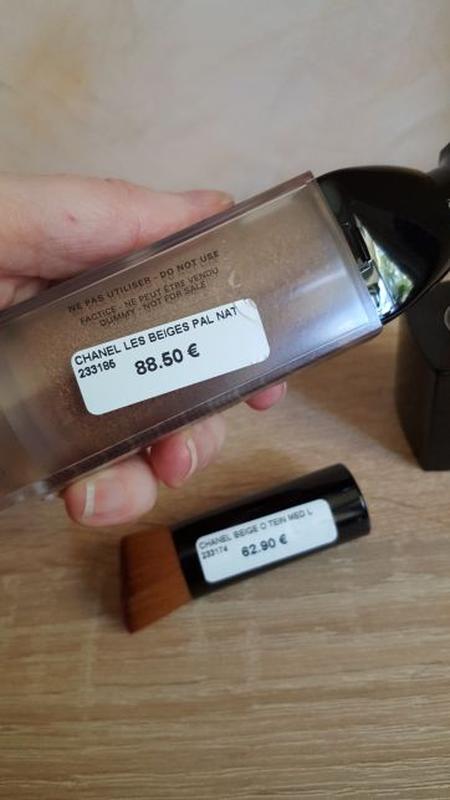 NE PAS UTILISER - DO NOT USE
FACTICE - NE PEUT ÊTRE VENDU
DUMMY - NOT FOR SALE
CHANEL LES BEIGES PAL NAT
233195
88.50 €
CHANEL BEIGE O TEIN MED L
233174
62.90 €